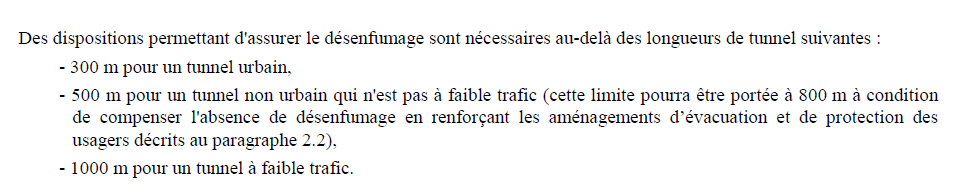 Des dispositions permettant d'assurer le désenfumage sont nécessaires au-delà des longueurs de tunnel suivantes :
- 300 m pour un tunnel urbain,
- 500 m pour un tunnel non urbain qui n'est pas à faible trafic (cette limite pourra être portée à 800 m à condition
de compenser l'absence de désenfumage en renforçant les aménagements d’évacuation et de protection des
usagers décrits au paragraphe 2.2),
- 1000 m pour un tunnel à faible trafic.